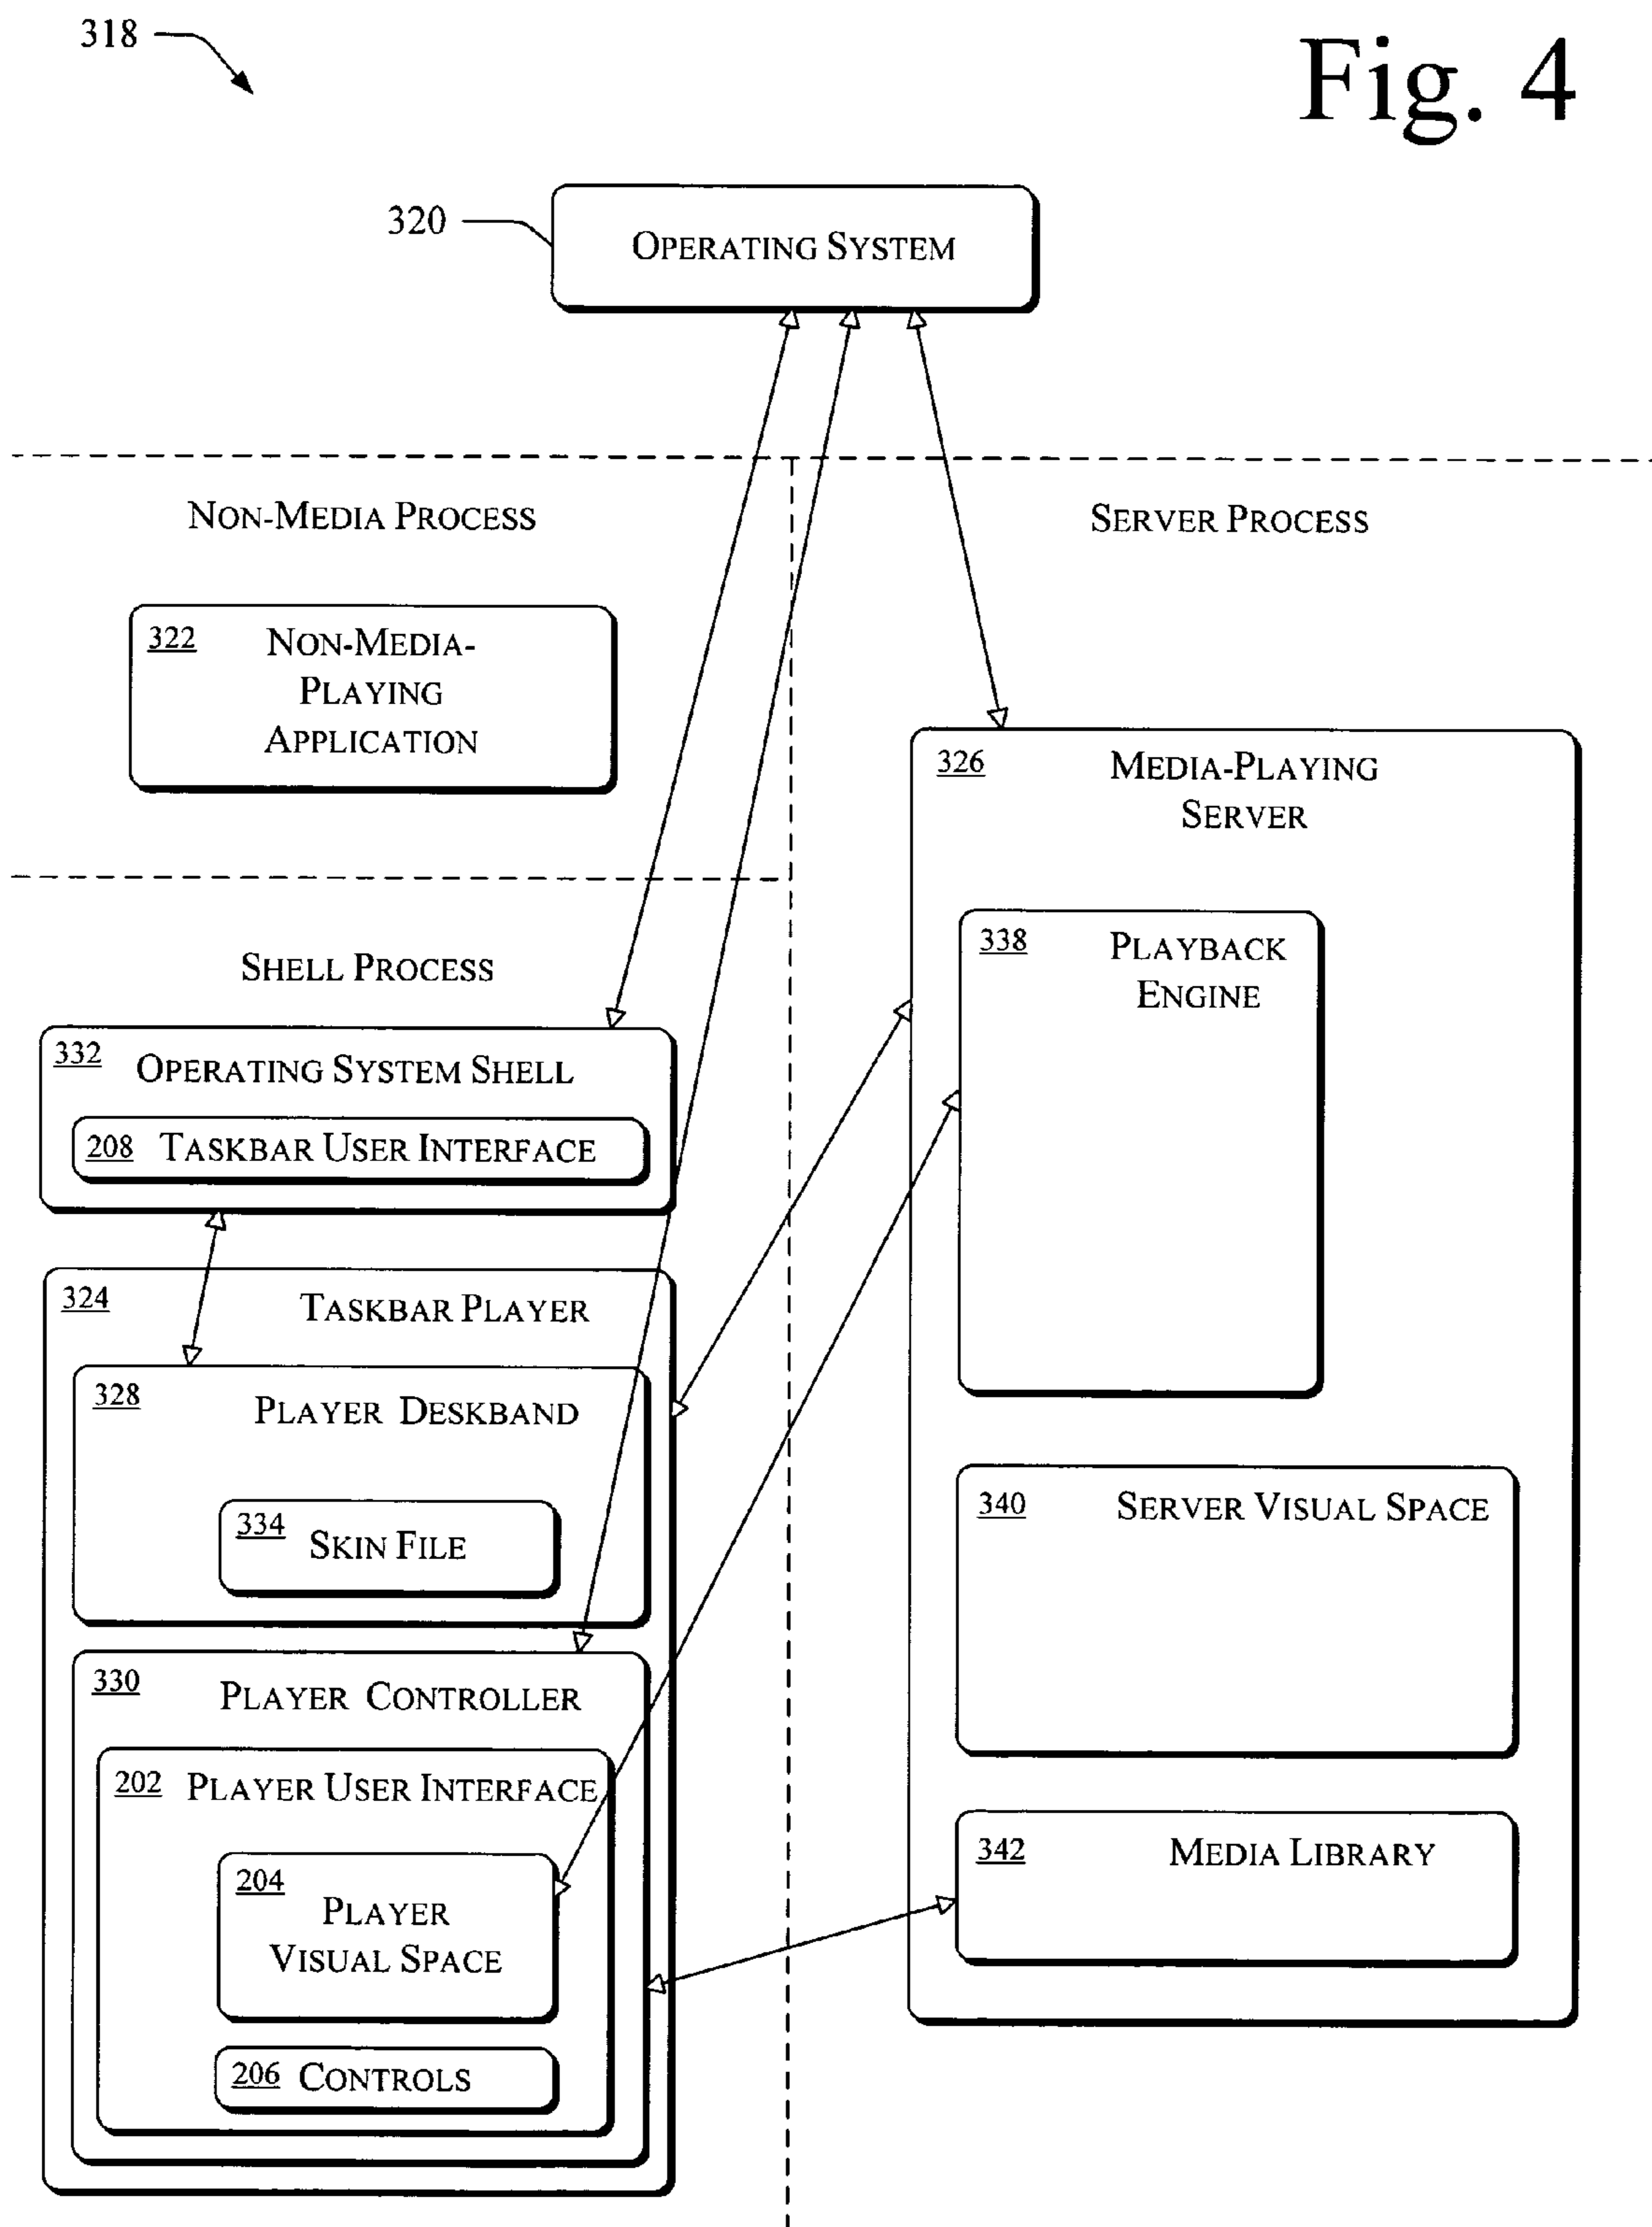 318
Fig. 4
320
OPERATING SYSTEM
NON-MEDIA PROCESS
SERVER PROCESS
322 NON-MEDIA-
PLAYING
APPLICATION
326 MEDIA-PLAYING
SERVER
338 PLAYBACK
ENGINE
SHELL PROCESS
332 OPERATING SYSTEM SHELL
208 TASKBAR USER INTERFACE
324 TASKBAR PLAYER
328 PLAYER DESKBAND
334 SKIN FILE
340 SERVER VISUAL SPACE
330 PLAYER CONTROLLER
202 PLAYER USER INTERFACE
204 PLAYER
VISUAL SPACE
206 CONTROLS
342 MEDIA LIBRARY